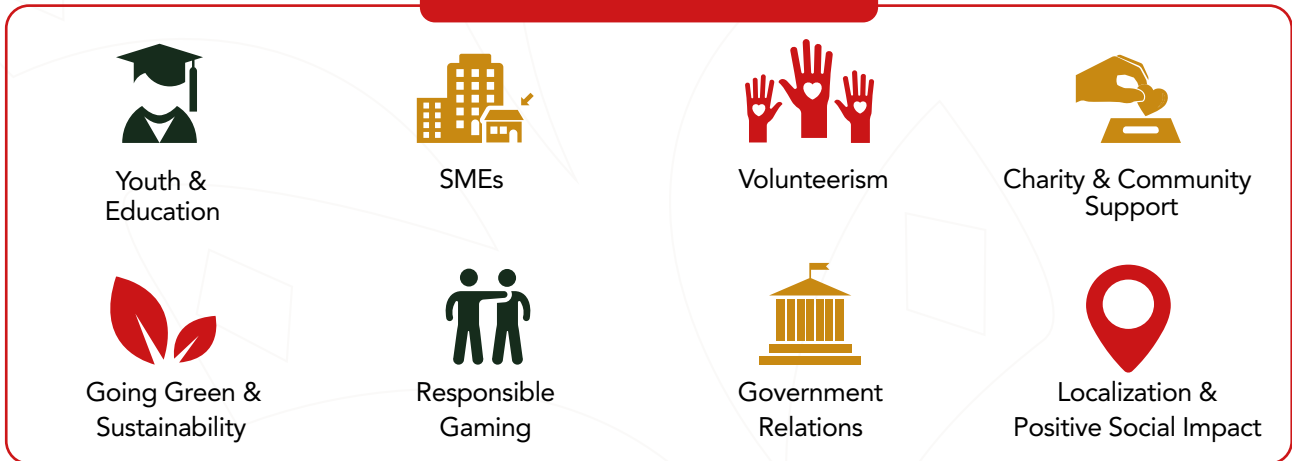 Youth &
Education
SMEs
Volunteerism
Charity & Community
Support
Going Green &
Sustainability
Responsible
Gaming
Government
Relations
Localization &
Positive Social Impact